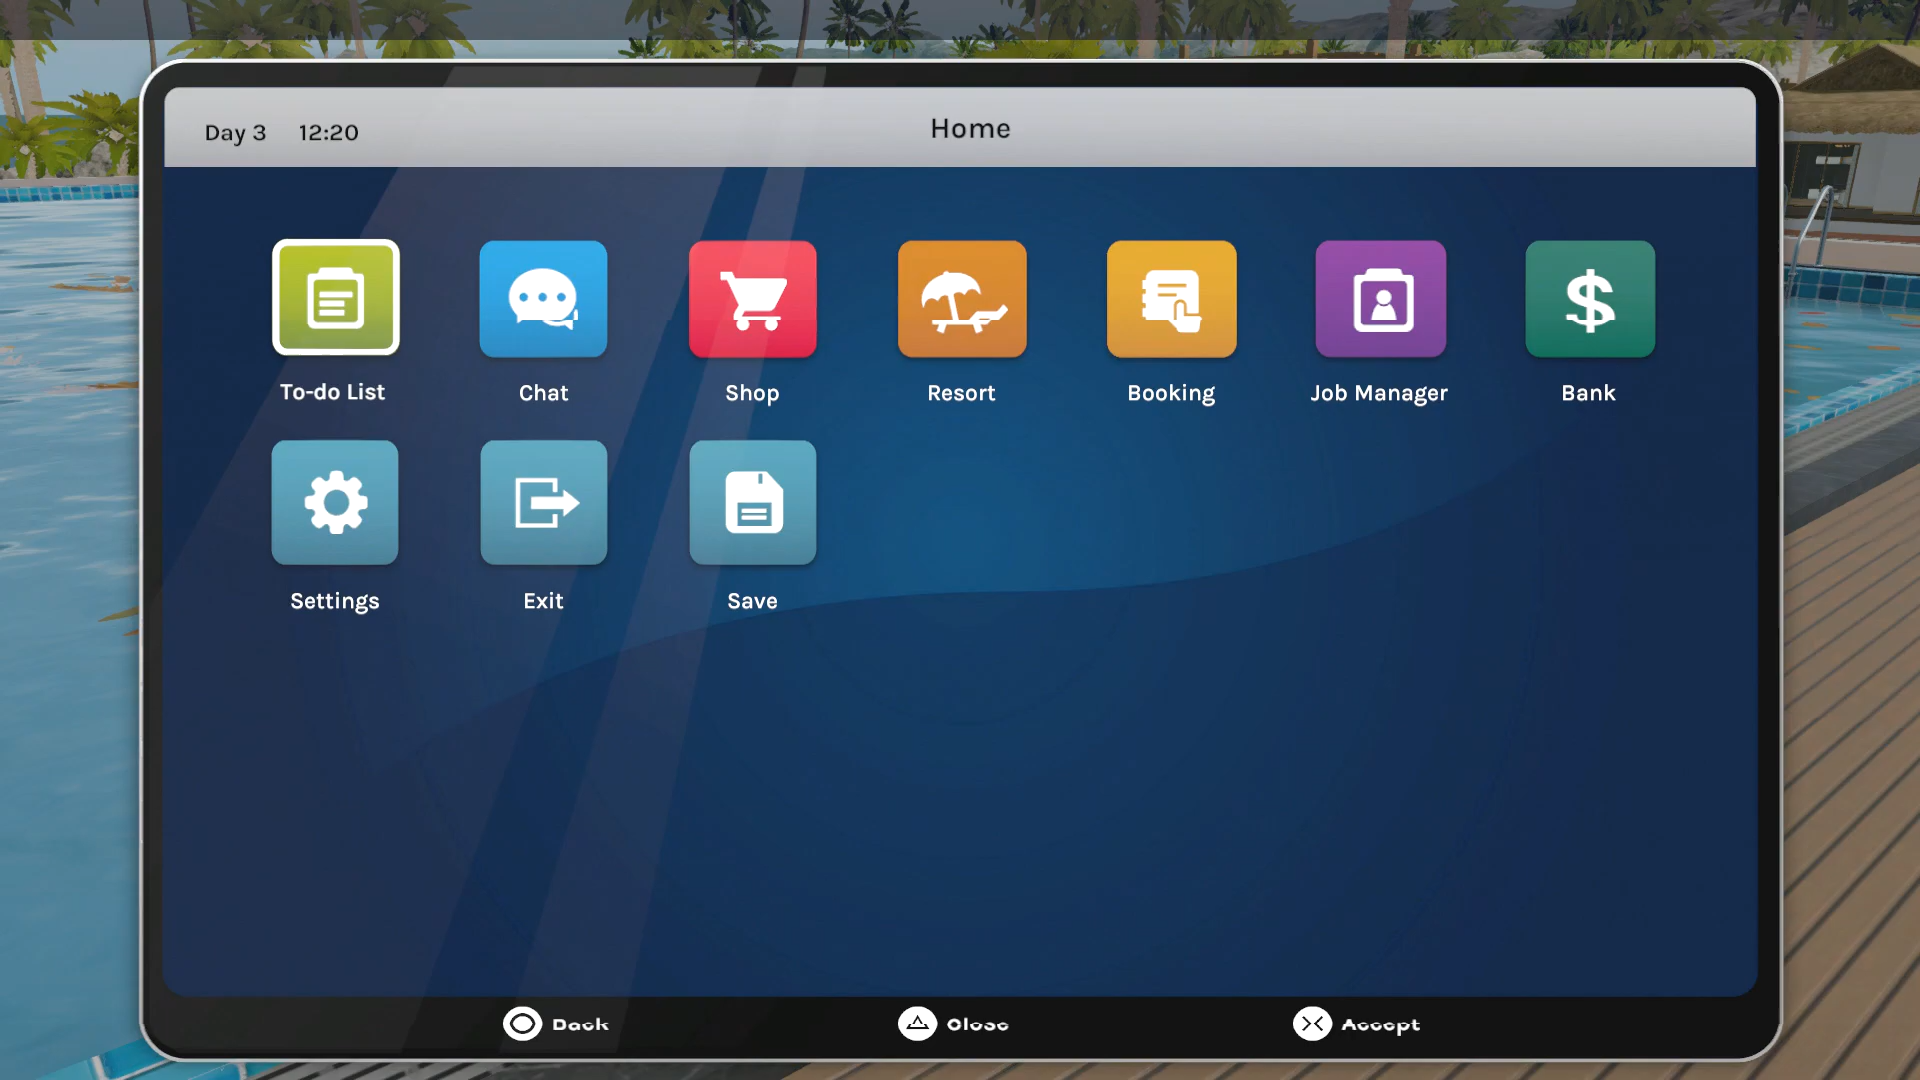 Day 3 12:20
Home
To-do List Chat Shop Resort Booking Job Manager Bank
Settings Exit Save
Back Close Accept